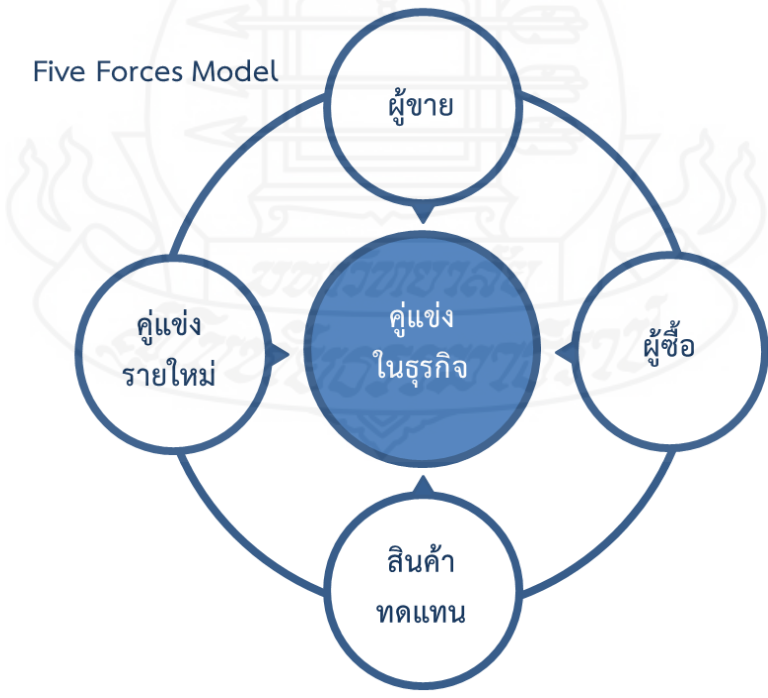 Five Forces Model
ผู้ขาย
คู่แข่ง
รายใหม่
คู่แข่ง
ในธุรกิจ
ผู้ซื้อ
สินค้า
ทดแทน